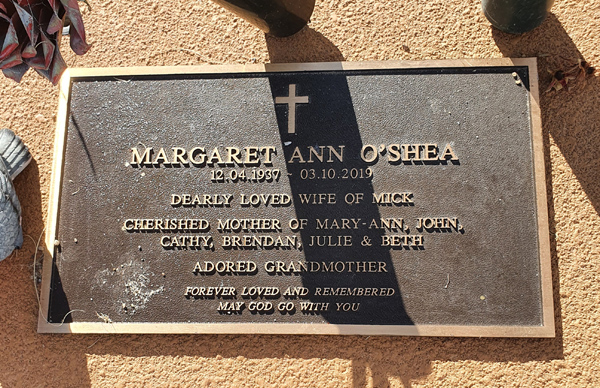 MARGARET ANN O'SHEA
12.04.1937 ~ 03.10.2019
DEARLY LOVED WIFE OF MICK
CHERISHED MOTHER OF MARY-ANN, JOHN,
CATHY, BRENDAN, JULIE & BETH
ADORED GRANDMOTHER
FOREVER LOVED AND REMEMBERED
MAY GOD GO WITH YOU